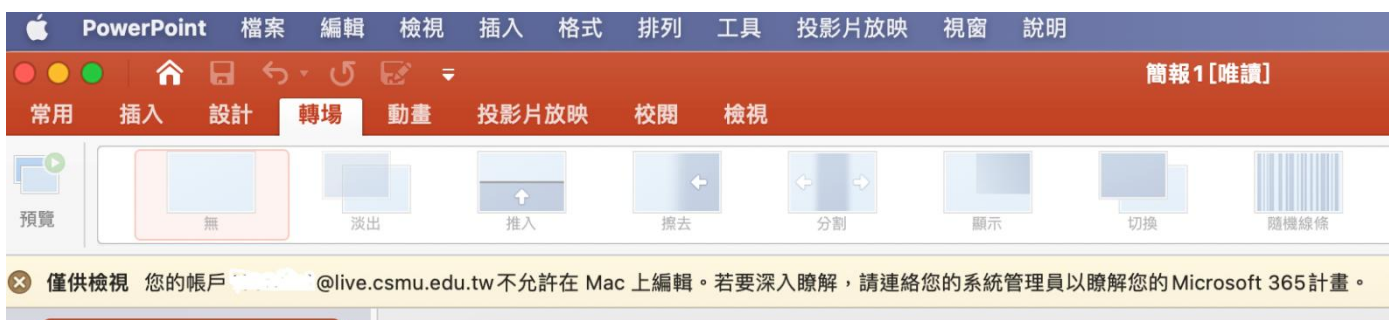 PowerPoint 檔案 編輯 檢視 插入 格式 排列 工具 投影片放映 視窗 說明
簡報1 [唯讀]
常用 插入 設計 轉場 動畫 投影片放映 校閱 檢視
預覽 無 淡出 推入 擦去 分割 顯示 切換 隨機線條
僅供檢視 您的帳戶 @live.csmu.edu.tw不允許在 Mac 上編輯。若要深入瞭解，請連絡您的系統管理員以瞭解您的Microsoft 365計畫。